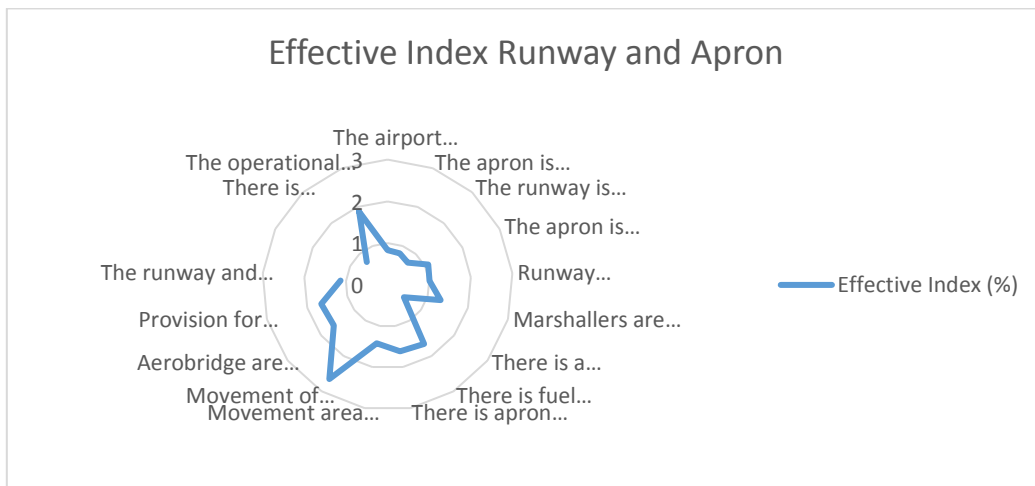 Effective Index Runway and Apron
The airport…
The operational…
3
The apron is…
There is…
The runway is…
2
The apron is…
1
The runway and…
0
Runway…
Effective Index (%)
Provision for…
Marshallers are…
Aerobridge are…
There is a…
Movement of…
There is fuel…
Movement area…
There is apron…